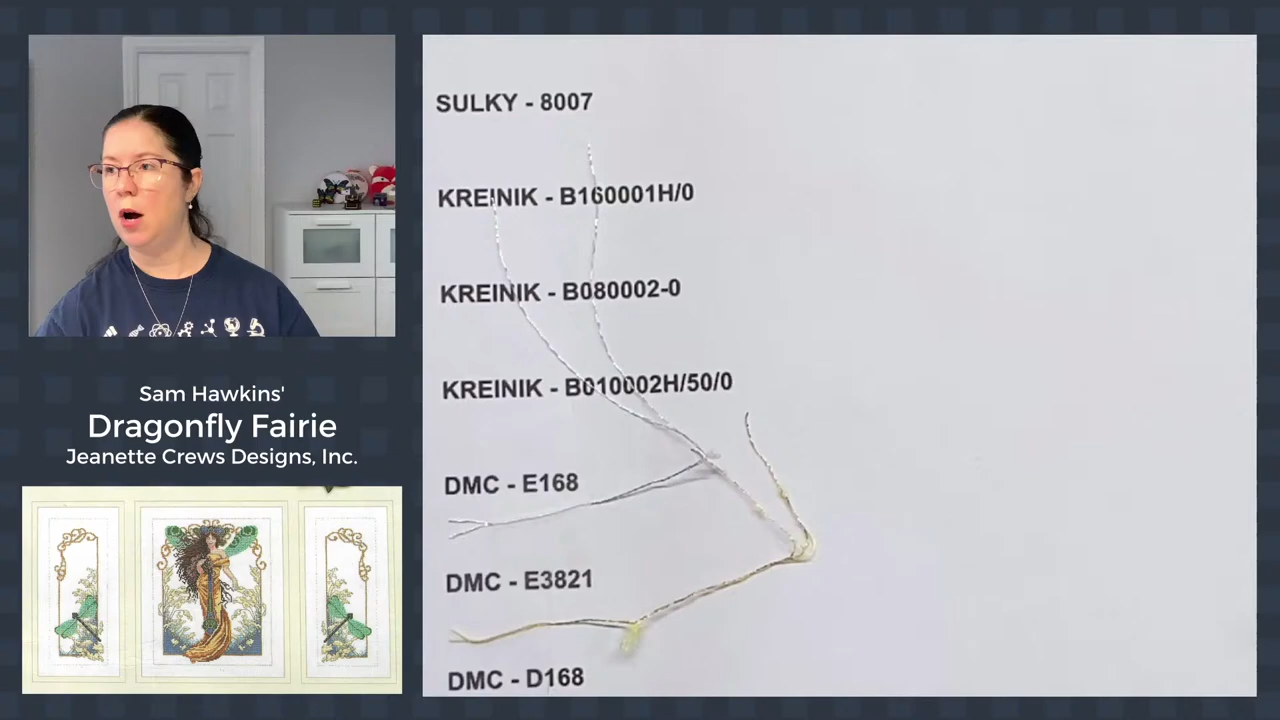 SULKY - 8007
KREINIK - B160001H/0
KREINIK - B080002-0
KREINIK - B010002H/50/0
DMC - E168
DMC - E3821
DMC - D168
Sam Hawkins'
Dragonfly Fairie
Jeanette Crews Designs, Inc.